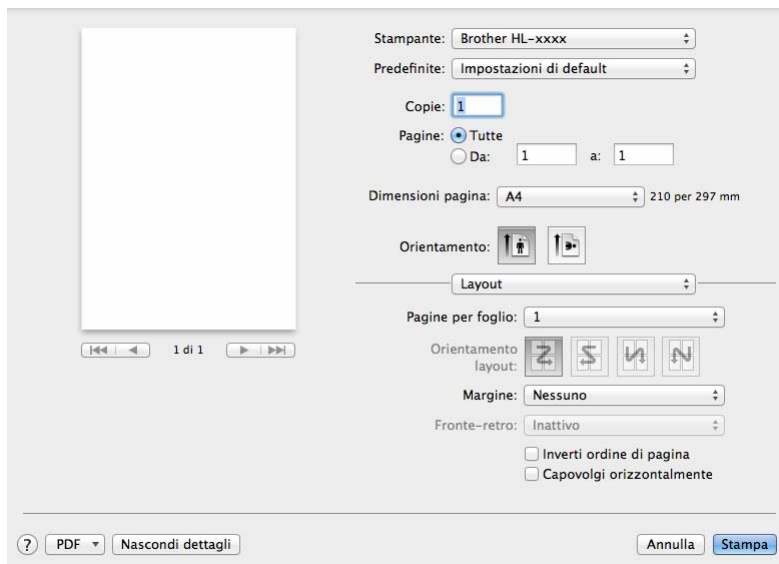 Stampante: Brother HL-xxxx
Predefinite: Impostazioni di default
Copie: 1
Pagine: Tutte
Da: 1 a: 1
Dimensioni pagina: A4 210 per 297 mm
Orientamento:
Layout
Pagine per foglio: 1
1 di 1
Orientamento
layout:
Margine: Nessuno
Fronte-retro: Inattivo
Inverti ordine di pagina
Capovolgi orizzontalmente
? PDF Nascondi dettagli Annulla Stampa